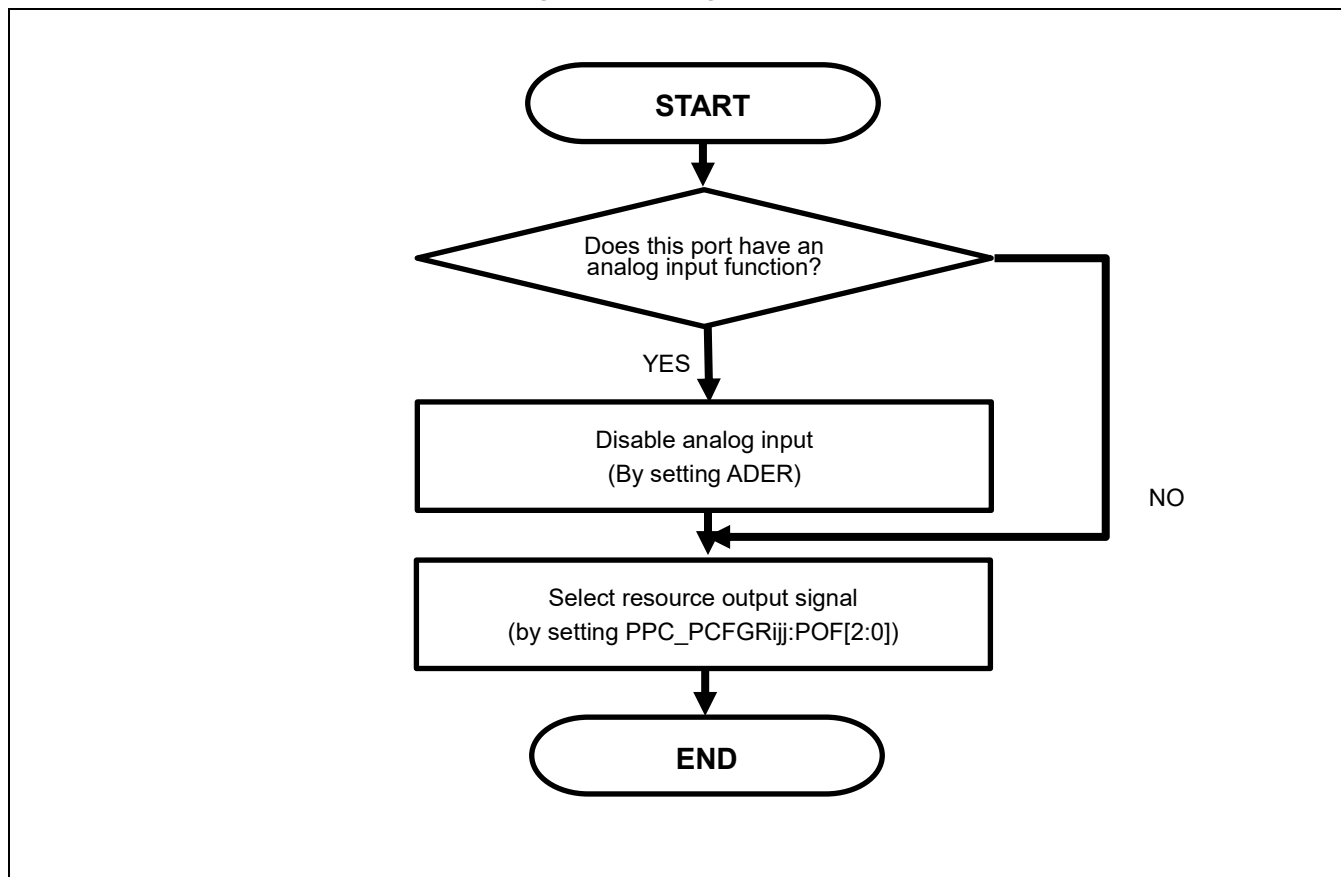 START
Does this port have an
analog input function?
YES
Disable analog input
(By setting ADER)
NO
Select resource output signal
(by setting PPC_PCFGRijj:POF[2:0])
END